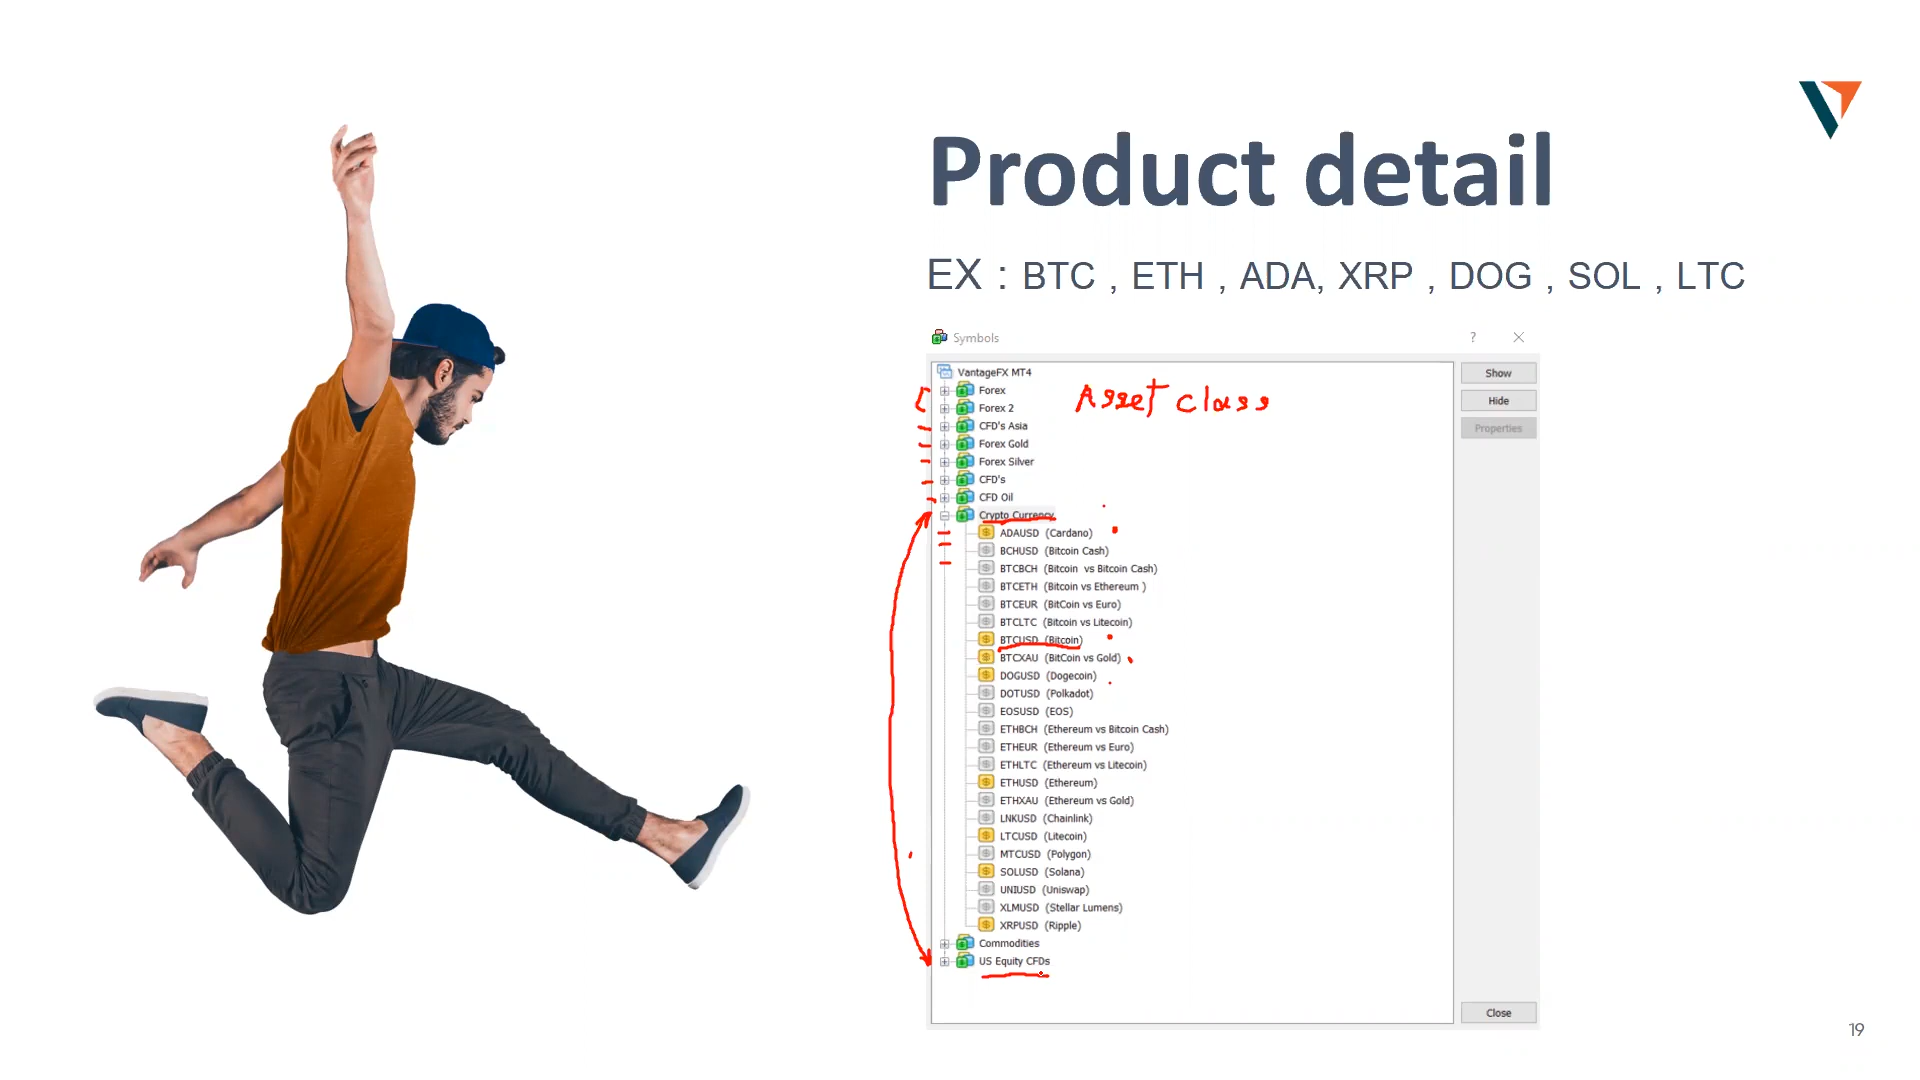 Product detail
EX : BTC , ETH , ADA, XRP , DOG , SOL , LTC
Symbols
?
VantageFX MT4
Show
Forex
Asset class
Hide
Forex 2
CFD's Asia
Properties
Forex Gold
Forex Silver
CFD's
CFD Oil
Crypto Currency
ADAUSD (Cardano)
BCHUSD (Bitcoin Cash)
BTCBCH (Bitcoin vs Bitcoin Cash)
BTCETH (Bitcoin vs Ethereum )
BTCEUR (BitCoin vs Euro)
BTCLTC (Bitcoin vs Litecoin)
BTCUSD (Bitcoin)
BTCXAU (BitCoin vs Gold)
DOGUSD (Dogecoin)
DOTUSD (Polkadot)
EOSUSD (EOS)
ETHBCH (Ethereum vs Bitcoin Cash)
ETHEUR (Ethereum vs Euro)
ETHLTC (Ethereum vs Litecoin)
ETHUSD (Ethereum)
ETHXAU (Ethereum vs Gold)
LNKUSD (Chainlink)
LTCUSD (Litecoin)
MTCUSD (Polygon)
SOLUSD (Solana)
UNIUSD (Uniswap)
XLMUSD (Stellar Lumens)
XRPUSD (Ripple)
Commodities
US Equity CFDs
Close
19